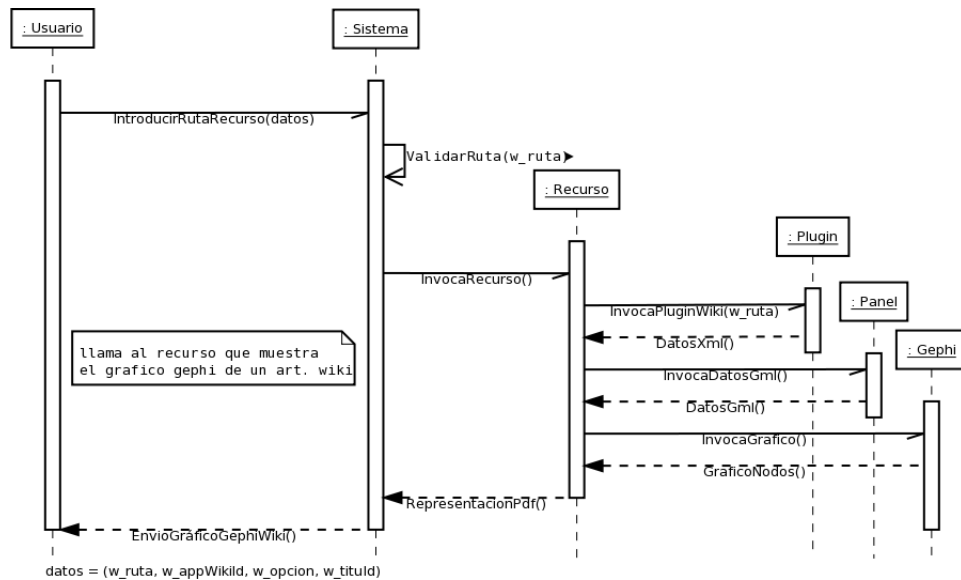 : Usuario
: Sistema
IntroducirRutaRecurso(datos)
ValidarRuta(w_ruta)
: Recurso
: Plugin
InvocaRecurso()
: Panel
InvocaPluginWiki(w_ruta)
DatosXml()
: Gephi
llama al recurso que muestra
el grafico gephi de un art. wiki
InvocaDatosGml()
DatosGml()
InvocaGrafico()
GraficoNodos()
RepresentacionPdf()
EnvioGraficoGephiWiki()
datos = (w_ruta, w_appWikiId, w_opcion, w_tituId)